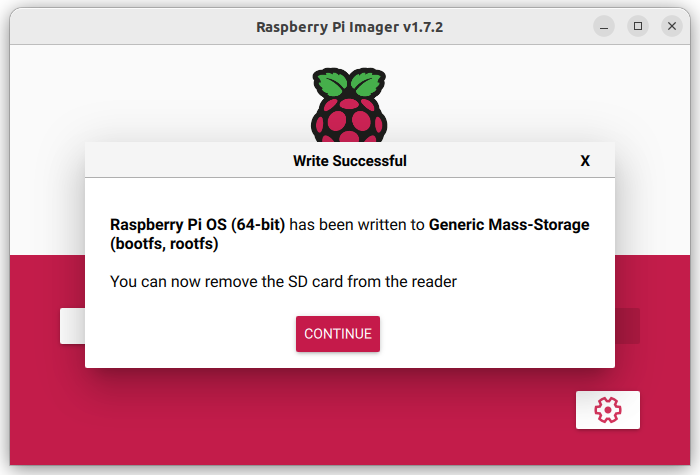 Raspberry Pi Imager v1.7.2
Write Successful
X
Raspberry Pi OS (64-bit) has been written to Generic Mass-Storage
(bootfs, rootfs)
You can now remove the SD card from the reader
CONTINUE